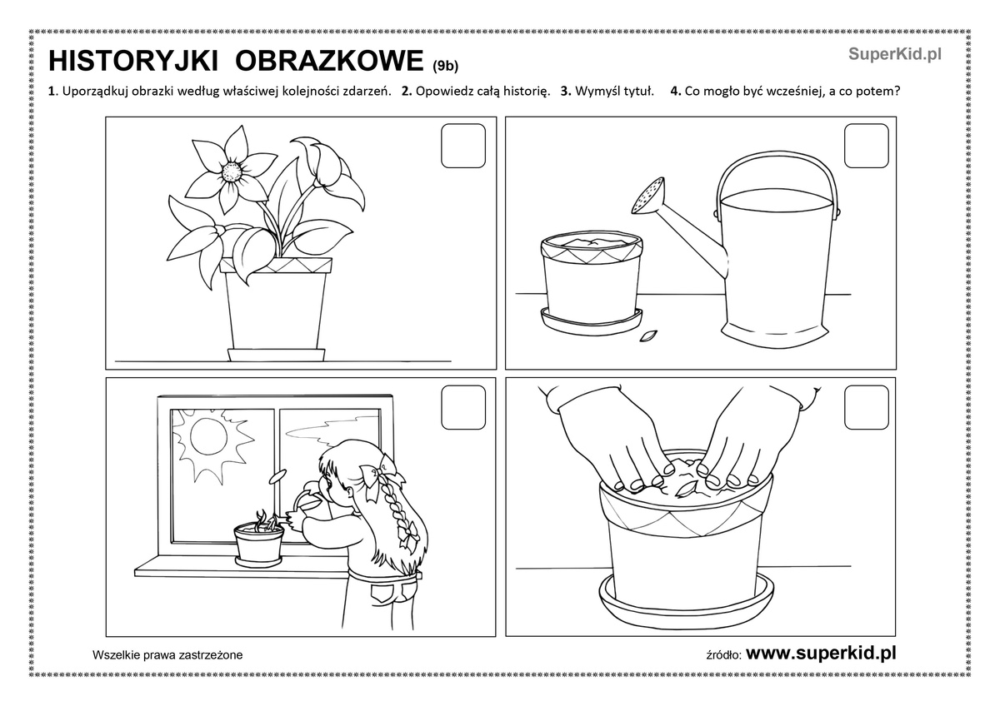 HISTORYJKI OBRAZKOWE (9b)
SuperKid.pl
1. Uporządkuj obrazki według właściwej kolejności zdarzeń. 2. Opowiedz całą historię. 3. Wymyśl tytuł. 4. Co mogło być wcześniej, a co potem?
Wszelkie prawa zastrzeżone
źródło: www.superkid.pl